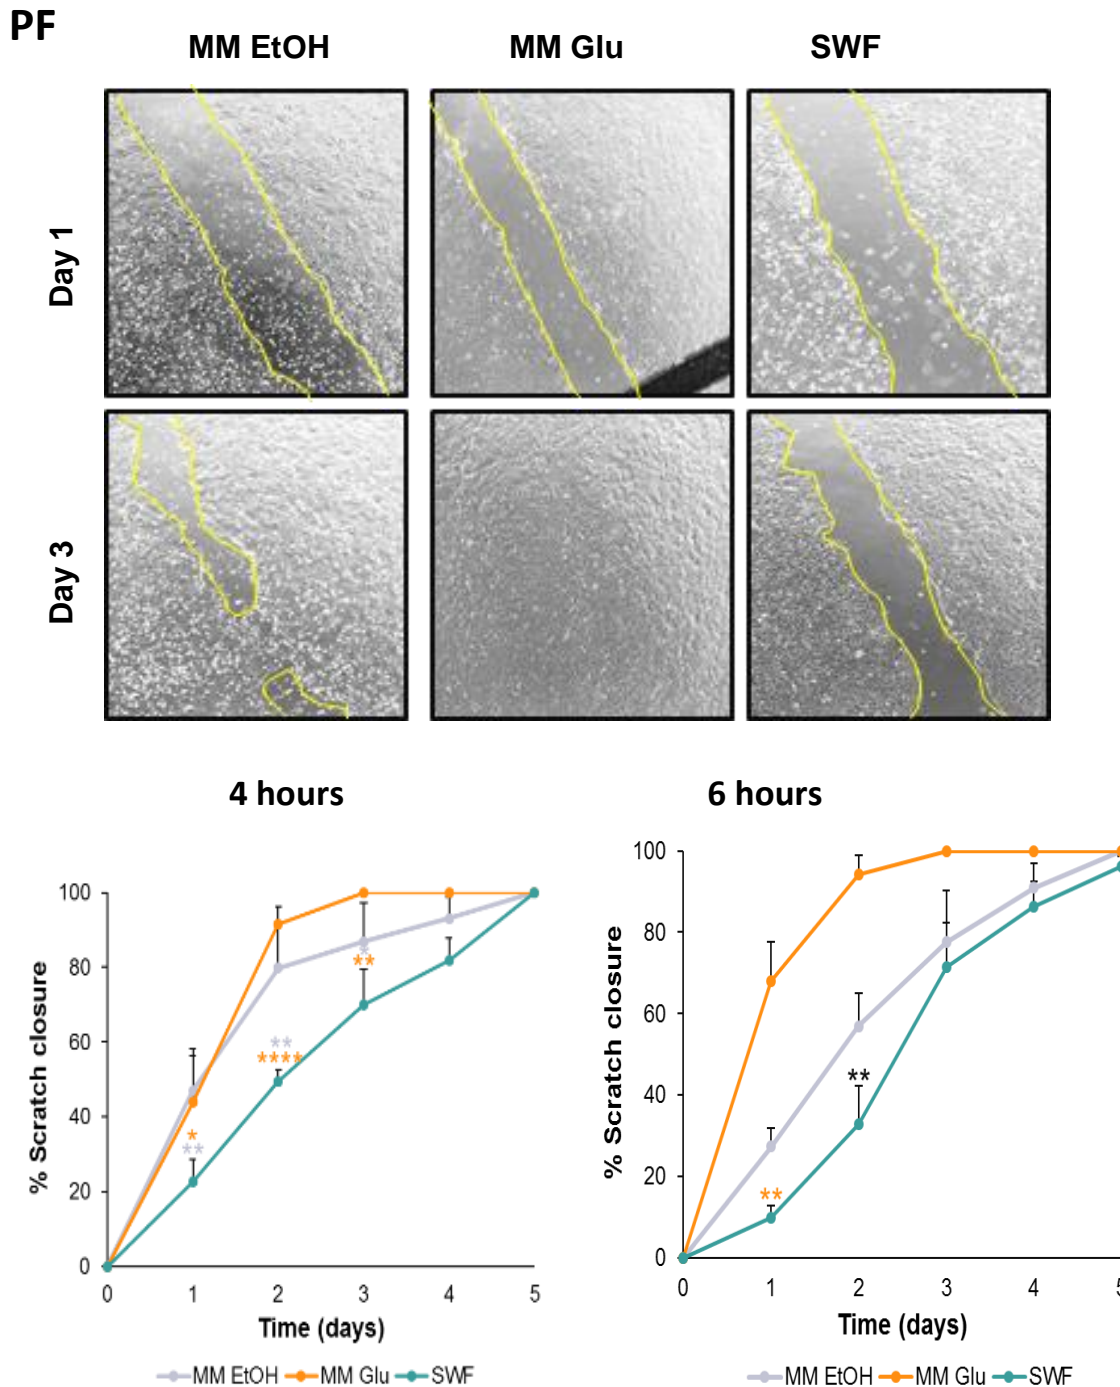 PF
MM EtOH MM Glu SWF
Day 1
Day 3
4 hours 6 hours
% Scratch closure
100
80
60
40
20
0
*
**
**
****
*
**
0 1 2 3 4 5
Time (days)
MM EtOH MM Glu SWF
% Scratch closure
100
80
60
40
20
0
**
**
0 1 2 3 4 5
Time (days)
MM EtOH MM Glu SWF